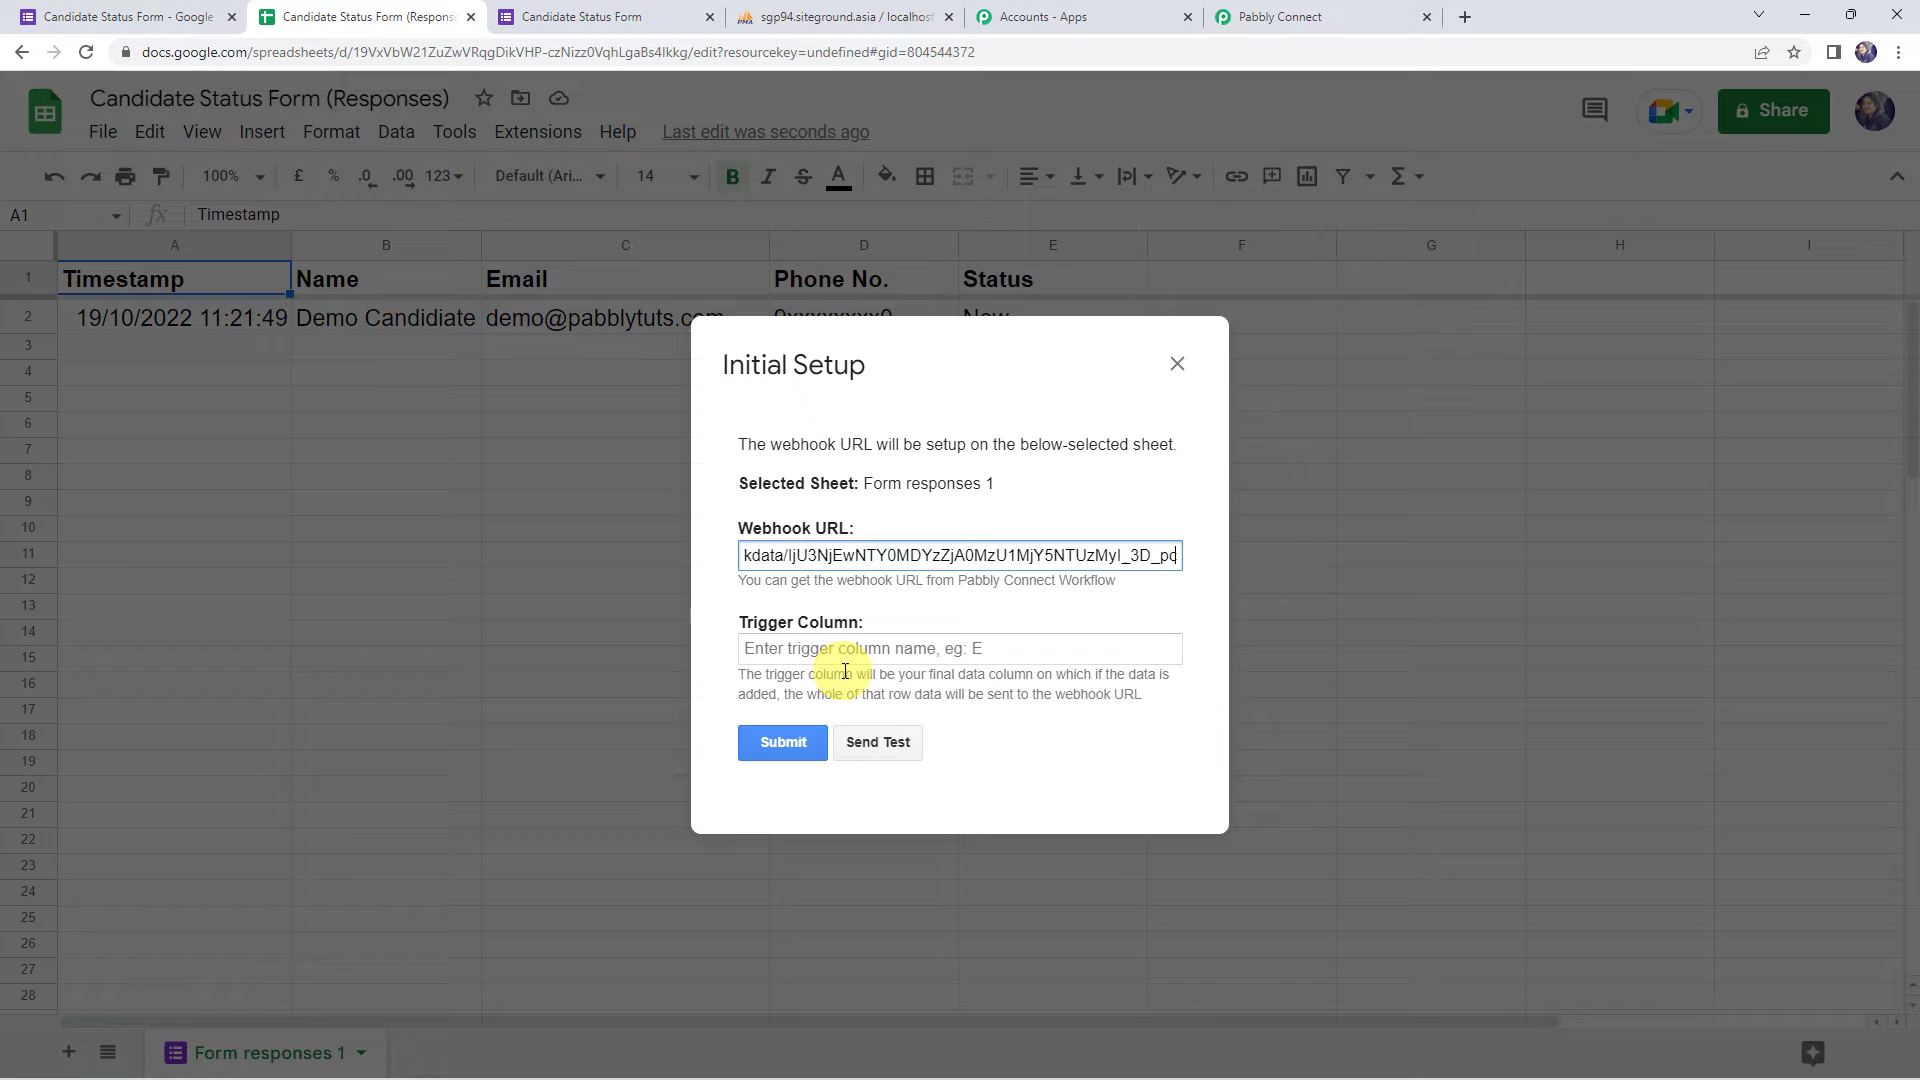 Candidate Status Form - Google
Candidate Status Form (Response
Candidate Status Form
sgp94.siteground.asia / localhost
Accounts - Apps
Pabbly Connect
docs.google.com/spreadsheets/d/19VxVbW21ZuZwVRqgDikVHP-czNizz0VqhLgaBs4Ikkg/edit?resourcekey=undefined#gid=804544372
Candidate Status Form (Responses)
Share
File Edit View Insert Format Data Tools Extensions Help Last edit was seconds ago
100% £ % .0 .00 123 Default (Ari... 14 B I S A
A1 fx Timestamp
A B C D E F G H I
1 Timestamp Name Email Phone No. Status
2 19/10/2022 11:21:49 Demo Candidiate demo@pabblytuts.com 9xxxxxxxx0 New
3
4
5
6
7
8
9
10
11
12
13
14
15
16
17
18
19
20
21
22
23
24
25
26
27
28
Initial Setup
The webhook URL will be setup on the below-selected sheet.
Selected Sheet: Form responses 1
Webhook URL:
kdata/IjU3NjEwNTY0MDYzZjA0MzU1MjY5NTUzMyI_3D_pc
You can get the webhook URL from Pabbly Connect Workflow
Trigger Column:
Enter trigger column name, eg: E
The trigger column will be your final data column on which if the data is
added, the whole of that row data will be sent to the webhook URL
Submit Send Test
Form responses 1